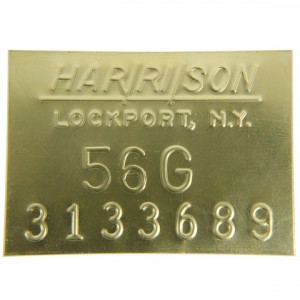 HARRISON
LOCKPORT, N.Y.
56G
3133689